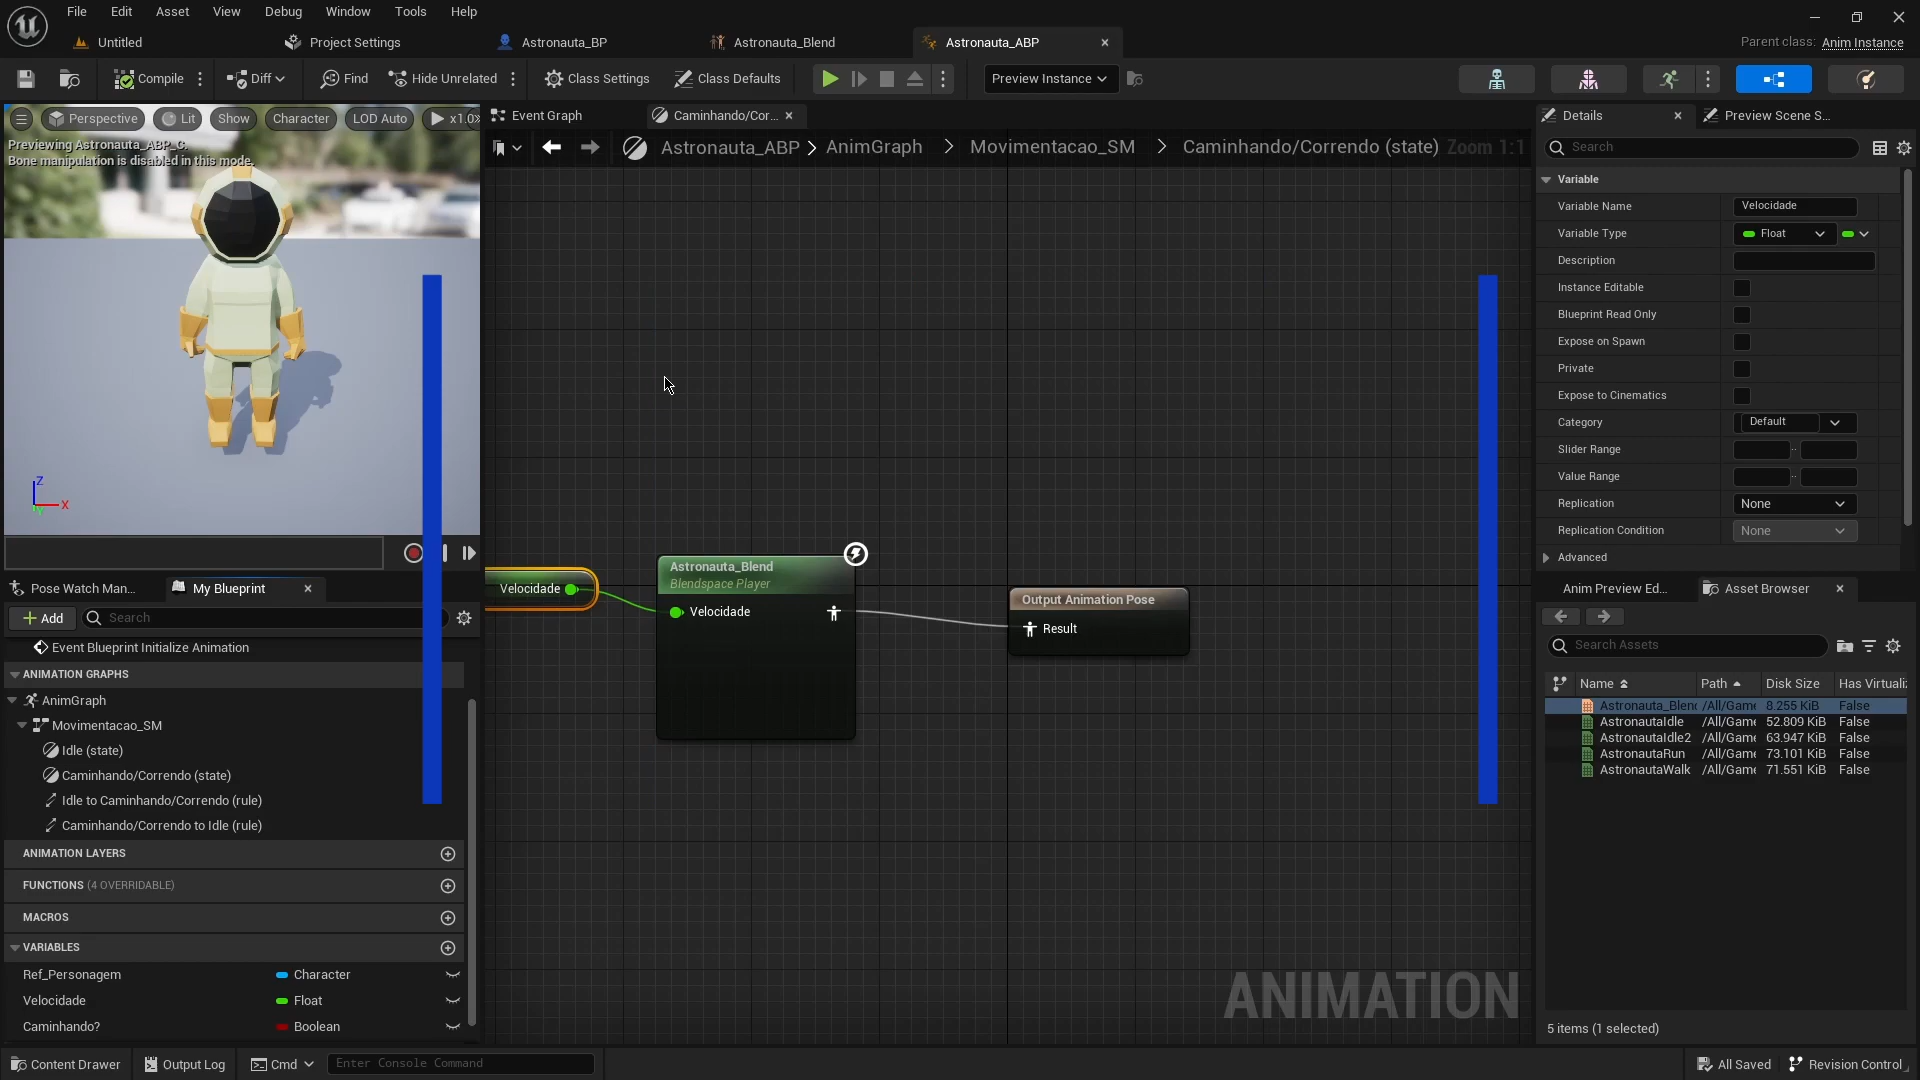 File Edit Asset View Debug Window Tools Help
Untitled
Project Settings
Astronauta_BP
Astronauta_Blend
Astronauta_ABP
Parent class: Anim Instance
Compile
Diff
Find
Hide Unrelated
Class Settings
Class Defaults
Preview Instance
Perspective
Lit
Show
Character
LOD Auto
x1.0
Previewing Astronauta_ABP_C.
Bone manipulation is disabled in this mode.
Z
X
Y
Event Graph
Caminhando/Cor...
Astronauta_ABP > AnimGraph > Movimentacao_SM > Caminhando/Correndo (state) Zoom 1:1
Velocidade
Astronauta_Blend
Blendspace Player
Velocidade
Output Animation Pose
Result
ANIMATION
Pose Watch Man...
My Blueprint
Add
Search
Event Blueprint Initialize Animation
ANIMATION GRAPHS
AnimGraph
Movimentacao_SM
Idle (state)
Caminhando/Correndo (state)
Idle to Caminhando/Correndo (rule)
Caminhando/Correndo to Idle (rule)
ANIMATION LAYERS
FUNCTIONS (4 OVERRIDABLE)
MACROS
VARIABLES
Ref_Personagem Character
Velocidade Float
Caminhando? Boolean
Details
Preview Scene S...
Search
Variable
Variable Name Velocidade
Variable Type Float
Description
Instance Editable
Blueprint Read Only
Expose on Spawn
Private
Expose to Cinematics
Category Default
Slider Range
Value Range
Replication None
Replication Condition None
Advanced
Anim Preview Ed...
Asset Browser
Search Assets
Name Path Disk Size Has Virtuali
Astronauta_Blend /All/Game 8.255 KiB False
AstronautaIdle /All/Game 52.809 KiB False
AstronautaIdle2 /All/Game 63.947 KiB False
AstronautaRun /All/Game 73.101 KiB False
AstronautaWalk /All/Game 71.551 KiB False
5 items (1 selected)
Content Drawer
Output Log
Cmd
Enter Console Command
All Saved
Revision Control